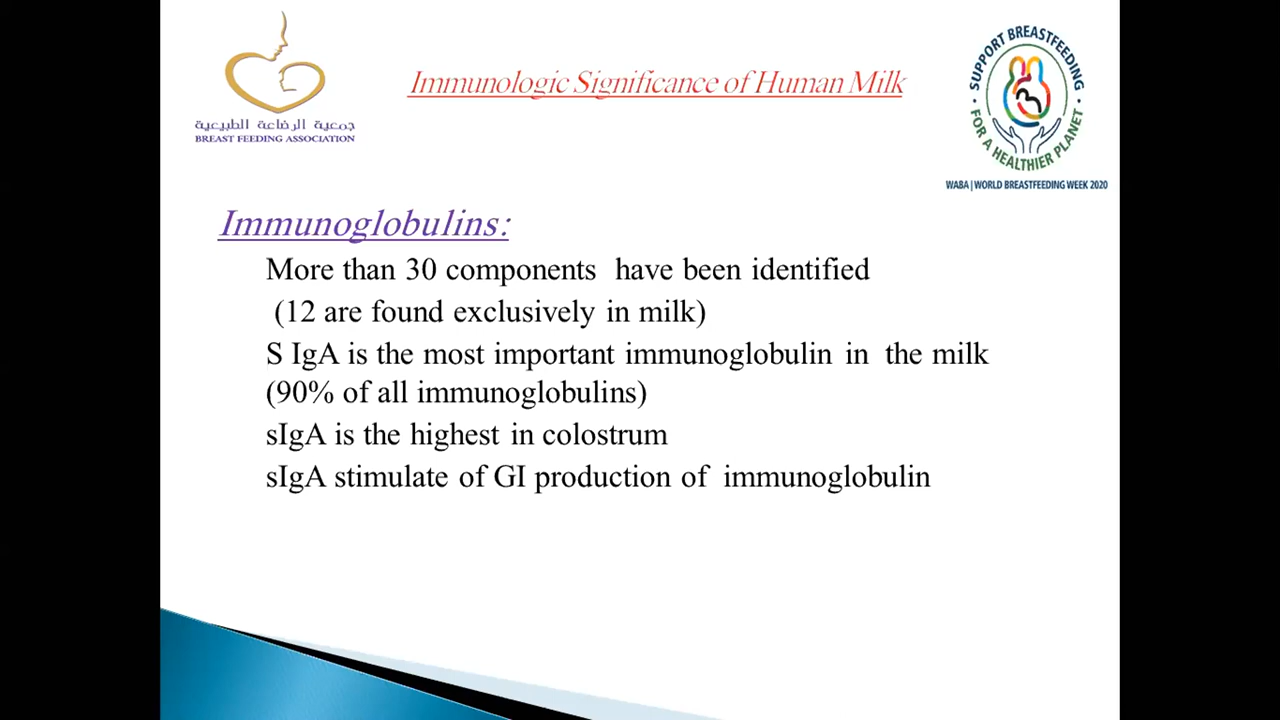 جمعية الرضاعة الطبيعية
BREAST FEEDING ASSOCIATION
Immunologic Significance of Human Milk
· SUPPORT BREASTFEEDING ·
FOR A HEALTHIER PLANET
WABA | WORLD BREASTFEEDING WEEK 2020
Immunoglobulins:
More than 30 components have been identified
(12 are found exclusively in milk)
S IgA is the most important immunoglobulin in the milk
(90% of all immunoglobulins)
sIgA is the highest in colostrum
sIgA stimulate of GI production of immunoglobulin